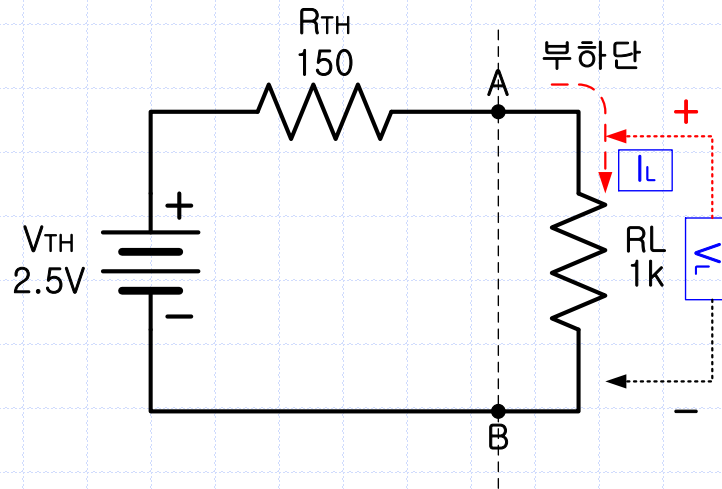 RTH
150
A
부하단
+
IL
+
VTH
2.5V
RL
1k
VL
−
−
B